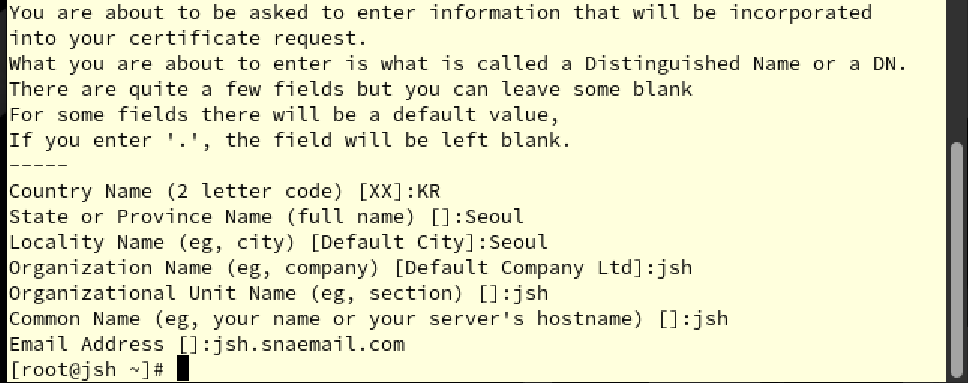 You are about to be asked to enter information that will be incorporated
into your certificate request.
What you are about to enter is what is called a Distinguished Name or a DN.
There are quite a few fields but you can leave some blank
For some fields there will be a default value,
If you enter '.', the field will be left blank.
-----
Country Name (2 letter code) [XX]:KR
State or Province Name (full name) []:Seoul
Locality Name (eg, city) [Default City]:Seoul
Organization Name (eg, company) [Default Company Ltd]:jsh
Organizational Unit Name (eg, section) []:jsh
Common Name (eg, your name or your server's hostname) []:jsh
Email Address []:jsh.snaemail.com
[root@jsh ~]#